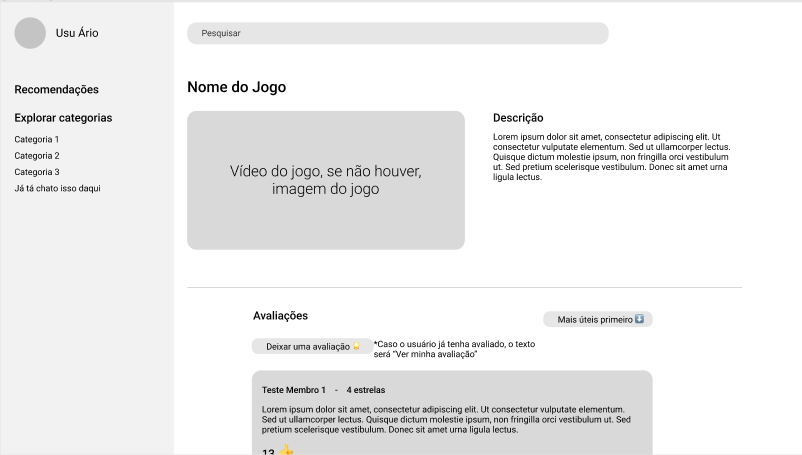 Usu Ário
Pesquisar
Recomendações
Explorar categorias
Categoria 1
Categoria 2
Categoria 3
Já tá chato isso daqui
Nome do Jogo
Vídeo do jogo, se não houver,
imagem do jogo
Descrição
Lorem ipsum dolor sit amet, consectetur adipiscing elit. Ut
consectetur vulputate elementum. Sed ut ullamcorper lectus.
Quisque dictum molestie ipsum, non fringilla orci vestibulum
ut. Sed pretium scelerisque vestibulum. Donec sit amet urna
ligula lectus.
Avaliações
Mais úteis primeiro ⬇️
Deixar uma avaliação 👇
*Caso o usuário já tenha avaliado, o texto
será "Ver minha avaliação"
Teste Membro 1 - 4 estrelas
Lorem ipsum dolor sit amet, consectetur adipiscing elit. Ut consectetur vulputate elementum.
Sed ut ullamcorper lectus. Quisque dictum molestie ipsum, non fringilla orci vestibulum ut. Sed
pretium scelerisque vestibulum. Donec sit amet urna ligula lectus.
13 👍